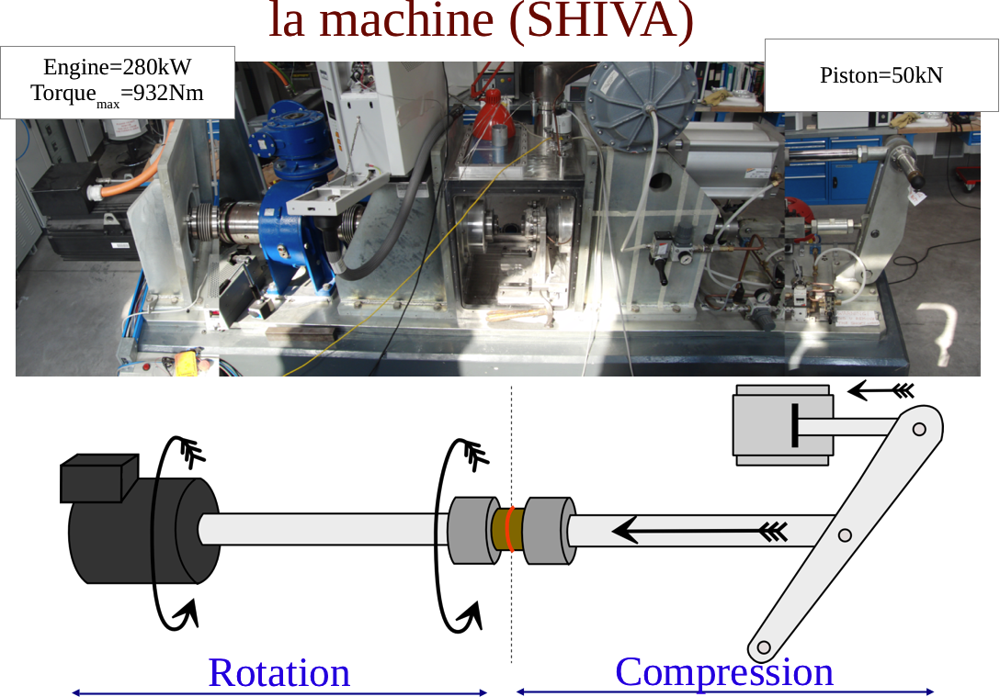 la machine (SHIVA)
Engine=280kW
Torquemax=932Nm
Piston=50kN
Rotation
Compression